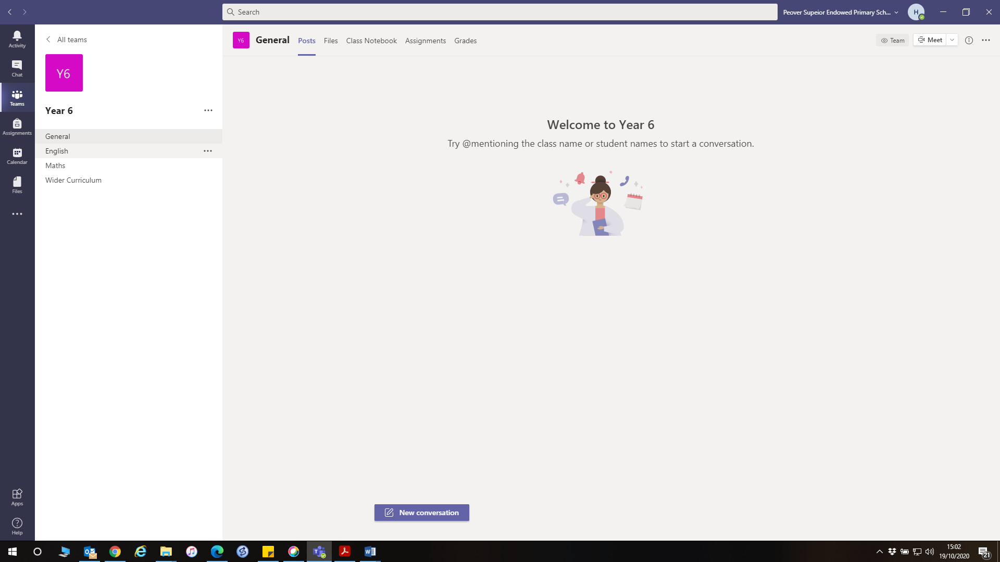 Search
Peover Supeior Endowed Primary Sch...
H
Activity
Chat
Teams
Assignments
Calendar
Files
Apps
Help
All teams
Y6
Year 6
General
English
Maths
Wider Curriculum
Y6 General Posts Files Class Notebook Assignments Grades
Team Meet
Welcome to Year 6
Try @mentioning the class name or student names to start a conversation.
New conversation
15:02
19/10/2020
21